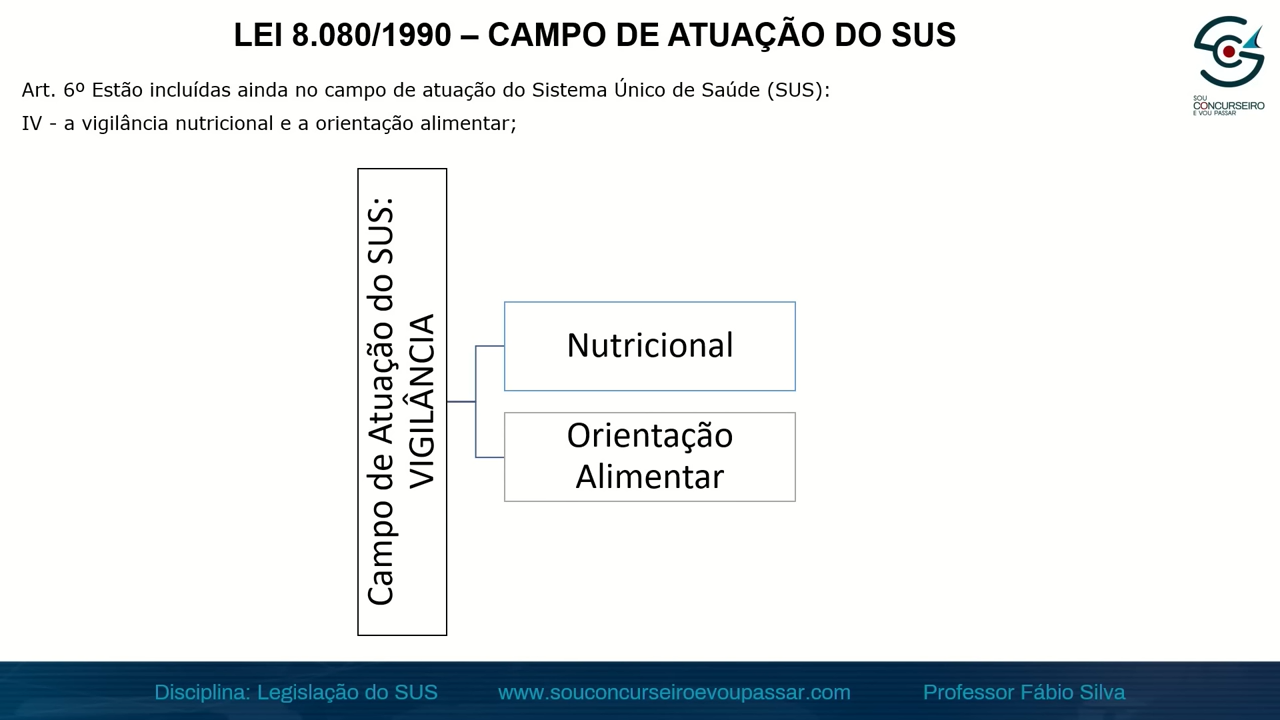 LEI 8.080/1990 – CAMPO DE ATUAÇÃO DO SUS
SOU
CONCURSEIRO
E VOU PASSAR
Art. 6º Estão incluídas ainda no campo de atuação do Sistema Único de Saúde (SUS):
IV - a vigilância nutricional e a orientação alimentar;
Campo de Atuação do SUS:
VIGILÂNCIA
Nutricional
Orientação
Alimentar
Disciplina: Legislação do SUS
www.souconcurseiroevoupassar.com
Professor Fábio Silva